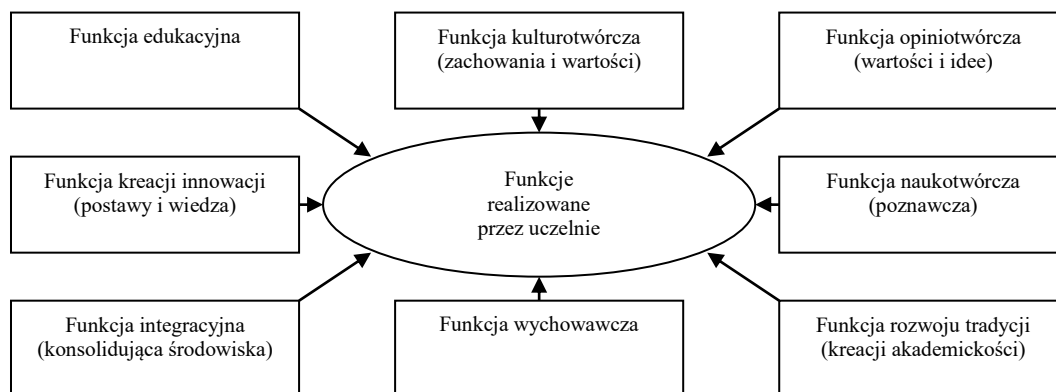 Funkcja edukacyjna
Funkcja kulturotwórcza
(zachowania i wartości)
Funkcja opiniotwórcza
(wartości i idee)
Funkcja kreacji innowacji
(postawy i wiedza)
Funkcje
realizowane
przez uczelnie
Funkcja naukotwórcza
(poznawcza)
Funkcja integracyjna
(konsolidująca środowiska)
Funkcja wychowawcza
Funkcja rozwoju tradycji
(kreacji akademickości)